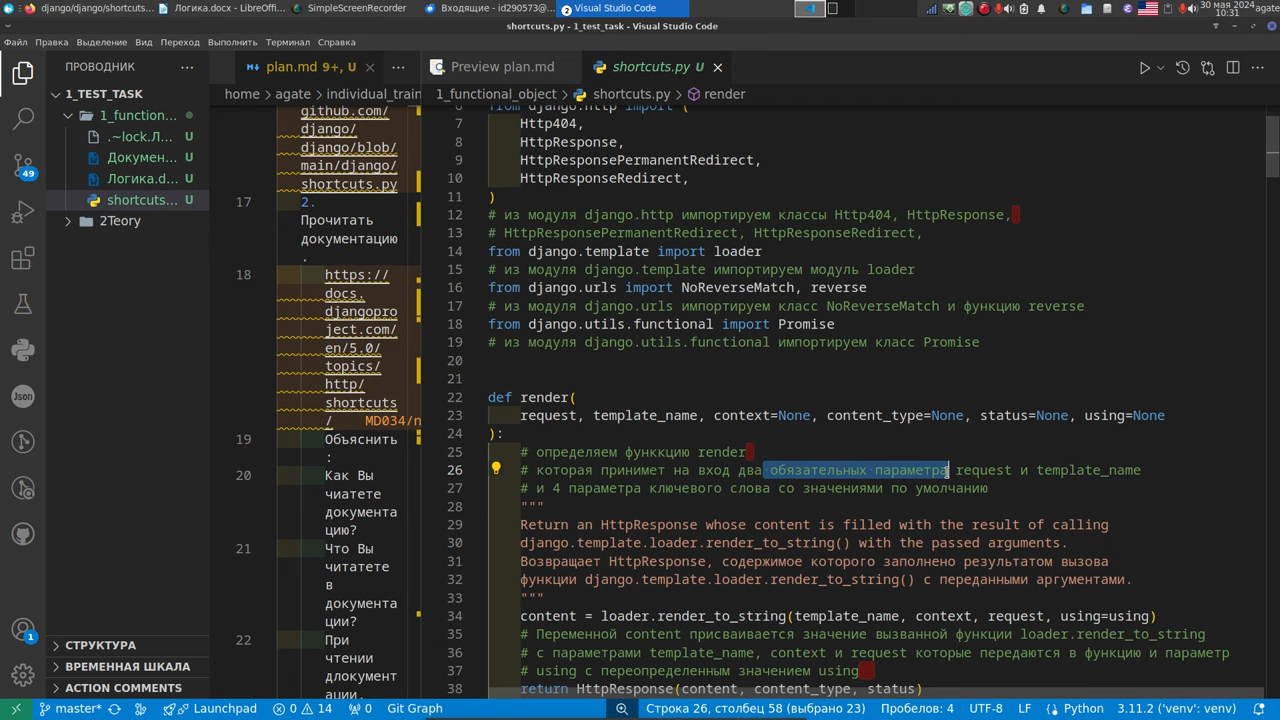 django/django/shortcuts...
Логика.docx - LibreOffi...
SimpleScreenRecorder
Входящие - id290573@...
2 Visual Studio Code
30 мая 2024
10:31
agate
shortcuts.py - 1_test_task - Visual Studio Code
Файл Правка Выделение Вид Переход Выполнить Терминал Справка
ПРОВОДНИК
1_TEST_TASK
1_function... 
.~lock.Л... U
Докумен... U
Логика.d... U
shortcuts... U
2Teory
СТРУКТУРА
ВРЕМЕННАЯ ШКАЛА
ACTION COMMENTS
49
Json
1
plan.md 9+, U
home > agate > individual_train
github.com/
django/
django/blob/
main/django/
shortcuts.py
17 2.
Прочитать
документацию
.
18 https://
docs.
djangopro
ject.com/
en/5.0/
topics/
http/
shortcuts
/ MD034/n
19 Объяснить
:
20 Как Вы
чиатете
документа
цию?
21 Что Вы
читатете
в
документа
ции?
22 При
чтении
длокумент
ации.
Preview plan.md
shortcuts.py U
1_functional_object > shortcuts.py > render
6 from django.http import (
7 Http404,
8 HttpResponse,
9 HttpResponsePermanentRedirect,
10 HttpResponseRedirect,
11 )
12 # из модуля django.http импортируем классы Http404, HttpResponse,
13 # HttpResponsePermanentRedirect, HttpResponseRedirect,
14 from django.template import loader
15 # из модуля django.template импортируем модуль loader
16 from django.urls import NoReverseMatch, reverse
17 # из модуля django.urls импортируем класс NoReverseMatch и функцию reverse
18 from django.utils.functional import Promise
19 # из модуля django.utils.functional импортируем класс Promise
20
21
22 def render(
23 request, template_name, context=None, content_type=None, status=None, using=None
24 ):
25 # определяем функкцию render
26 # которая принимет на вход два обязательных параметра request и template_name
27 # и 4 параметра ключевого слова со значениями по умолчанию
28 """
29 Return an HttpResponse whose content is filled with the result of calling
30 django.template.loader.render_to_string() with the passed arguments.
31 Возвращает HttpResponse, содержимое которого заполнено результатом вызова
32 функции django.template.loader.render_to_string() с переданными аргументами.
33 """
34 content = loader.render_to_string(template_name, context, request, using=using)
35 # Переменной content присваивается значение вызванной функции loader.render_to_string
36 # с параметрами template_name, context и request которые передаются в функцию и параметр
37 # using с переопределенным значением using
38 return HttpResponse(content, content_type, status)
master* Launchpad 0 14 0 Git Graph Строка 26, столбец 58 (выбрано 23) Пробелов: 4 UTF-8 LF Python 3.11.2 ('venv': venv)